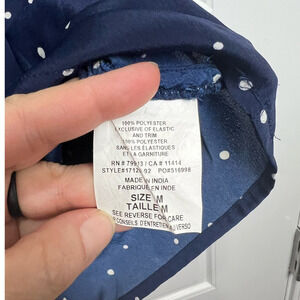 100% POLYESTER
EXCLUSIVE OF ELASTIC
AND TRIM
100% POLYESTER
SANS LES ÉLASTIQUES
ET LA GARNITURE
RN # 79913 / CA # 11414
STYLE#17128 92 PO#516998
MADE IN INDIA
FABRIQUE EN INDE
SIZE M
TAILLE M
SEE REVERSE FOR CARE
CONSEILS D'ENTRETIEN AU VERSO